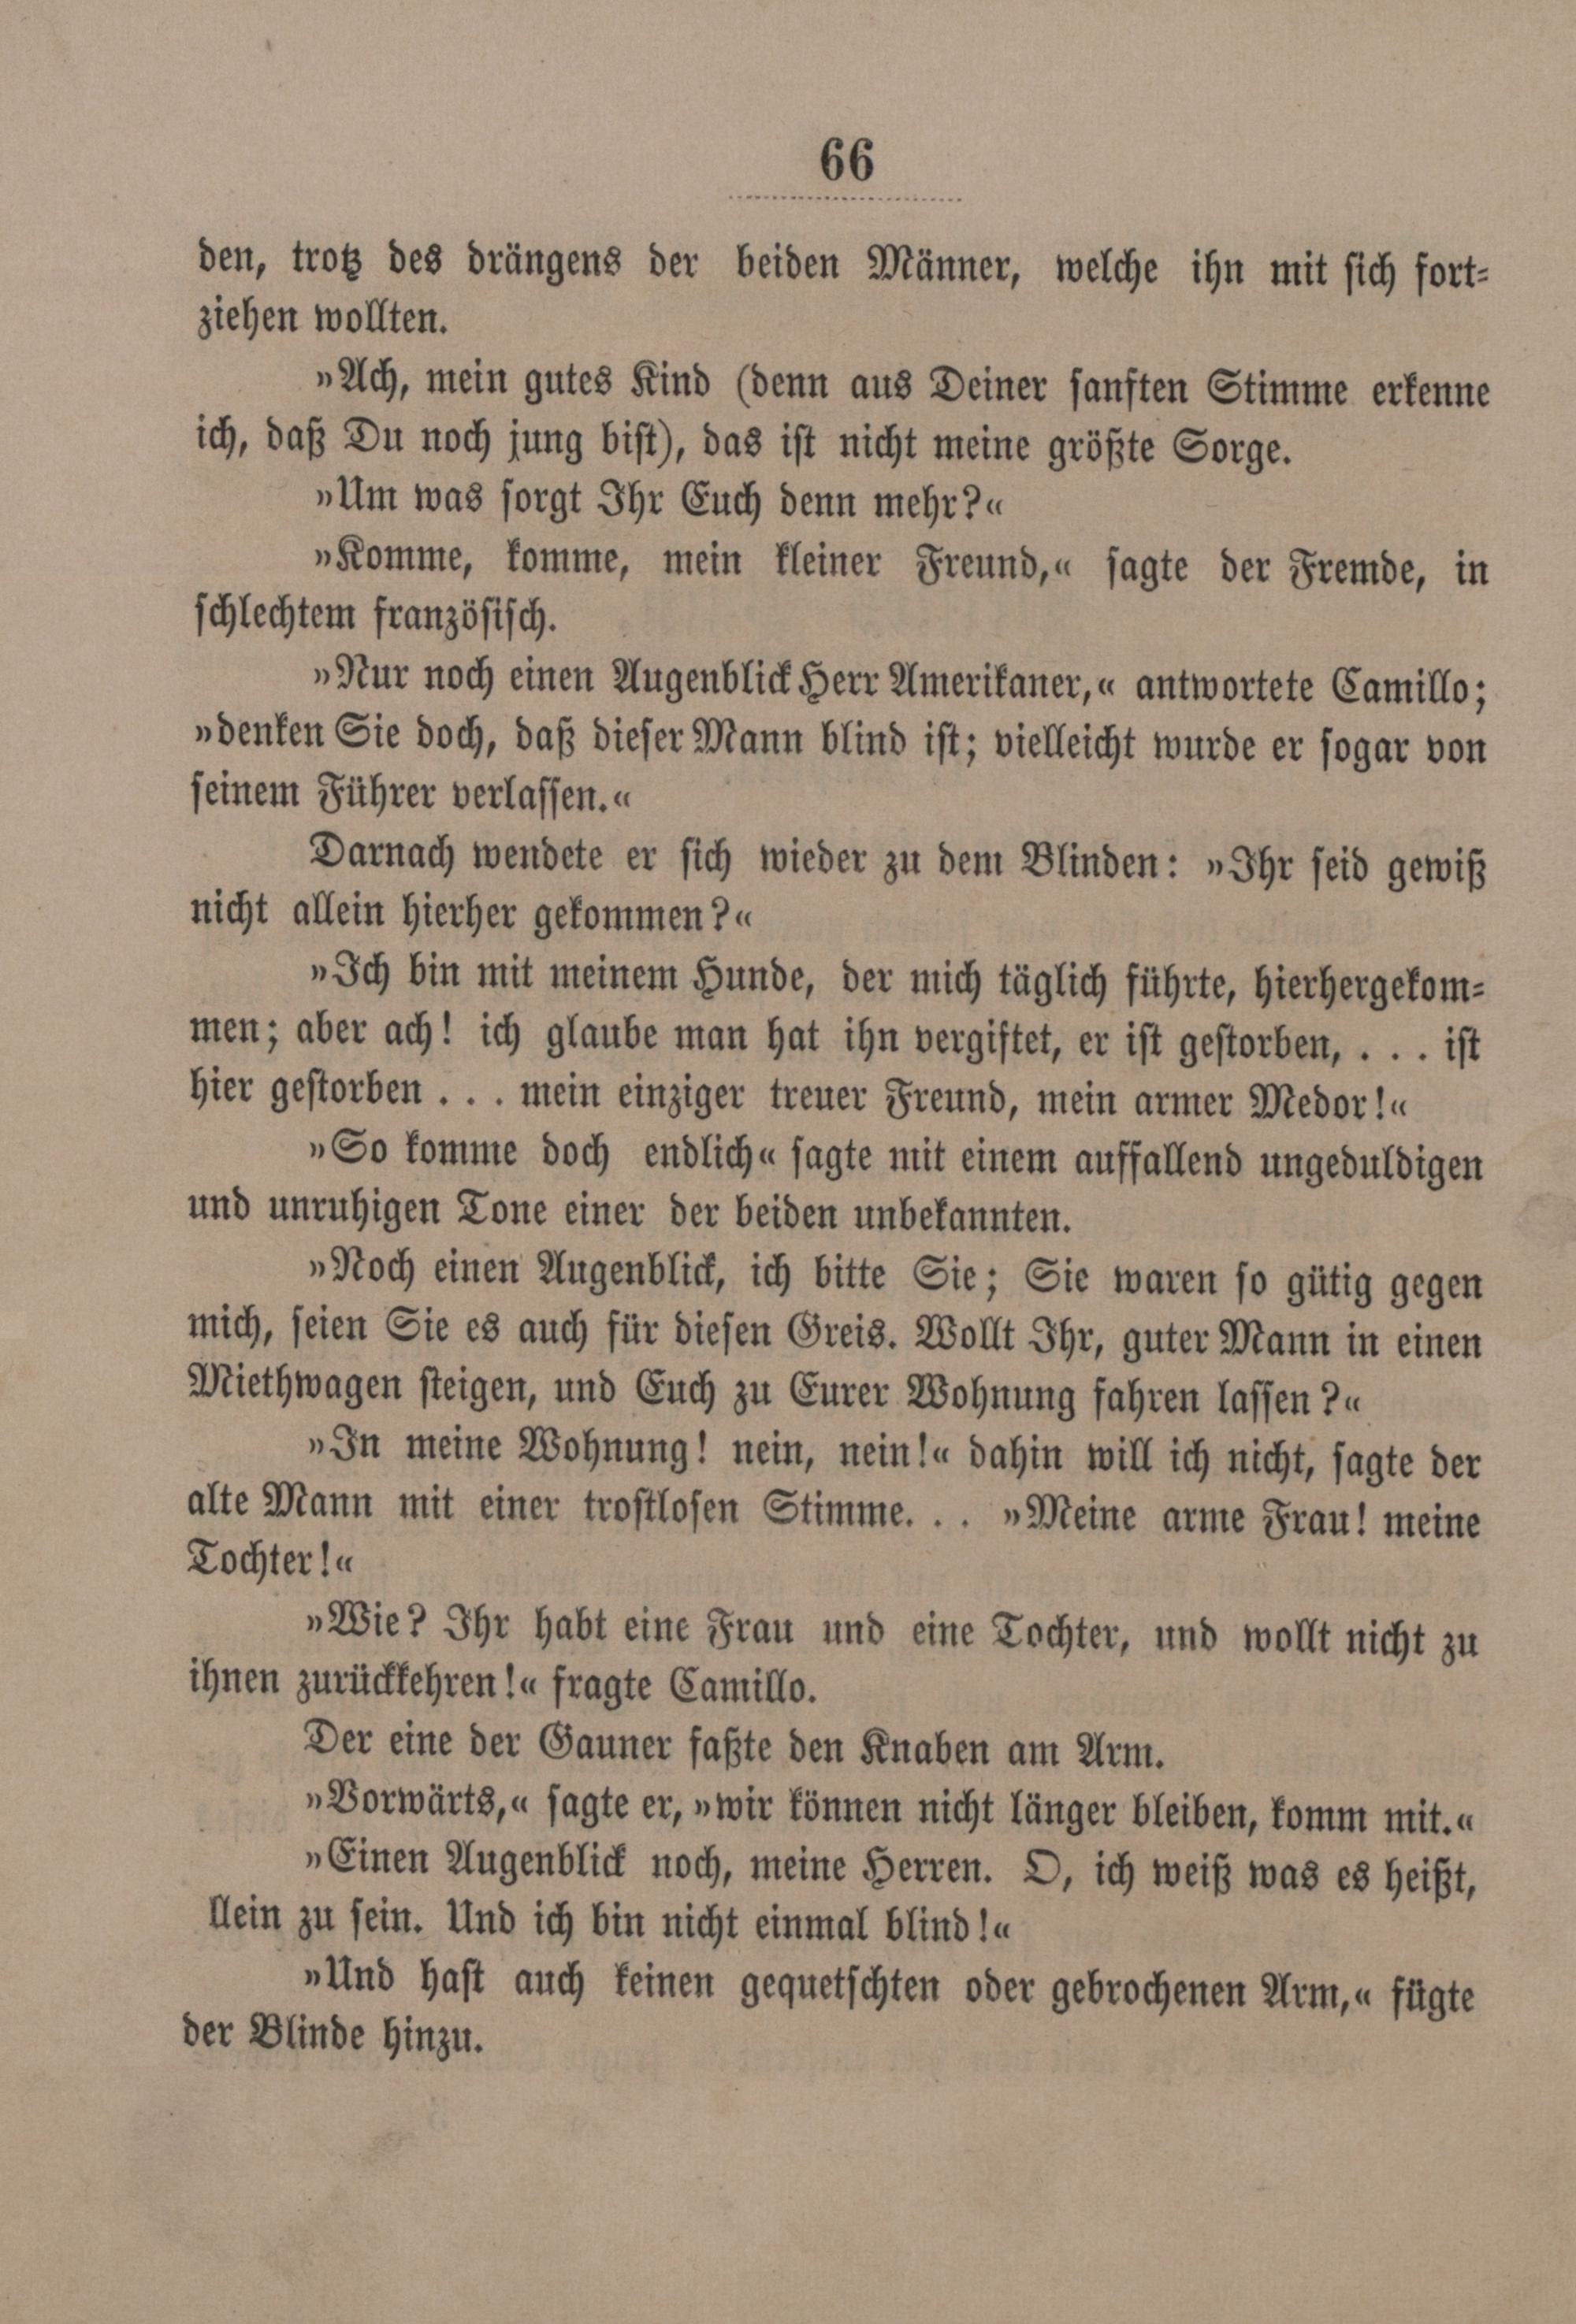 66
den, trotz des drängens der beiden Männer, welche ihn mit sich fort-
ziehen wollten.
»Ach, mein gutes Kind (denn aus Deiner sanften Stimme erkenne
ich, daß Du noch jung bist), das ist nicht meine größte Sorge.
»Um was sorgt Ihr Euch denn mehr?«
»Komme, komme, mein kleiner Freund,« sagte der Fremde, in
schlechtem französisch.
»Nur noch einen Augenblick Herr Amerikaner,« antwortete Camillo;
»denken Sie doch, daß dieser Mann blind ist; vielleicht wurde er sogar von
seinem Führer verlassen.«
Darnach wendete er sich wieder zu dem Blinden: »Ihr seid gewiß
nicht allein hierher gekommen?«
»Ich bin mit meinem Hunde, der mich täglich führte, hierhergekom-
men; aber ach! ich glaube man hat ihn vergiftet, er ist gestorben, . . . ist
hier gestorben . . . mein einziger treuer Freund, mein armer Medor!«
»So komme doch endlich« sagte mit einem auffallend ungeduldigen
und unruhigen Tone einer der beiden unbekannten.
»Noch einen Augenblick, ich bitte Sie; Sie waren so gütig gegen
mich, seien Sie es auch für diesen Greis. Wollt Ihr, guter Mann in einen
Miethwagen steigen, und Euch zu Eurer Wohnung fahren lassen?«
»In meine Wohnung! nein, nein!« dahin will ich nicht, sagte der
alte Mann mit einer trostlosen Stimme. . . »Meine arme Frau! meine
Tochter!«
»Wie? Ihr habt eine Frau und eine Tochter, und wollt nicht zu
ihnen zurückkehren!« fragte Camillo.
Der eine der Gauner faßte den Knaben am Arm.
»Vorwärts,« sagte er, »wir können nicht länger bleiben, komm mit.«
»Einen Augenblick noch, meine Herren. O, ich weiß was es heißt,
llein zu sein. Und ich bin nicht einmal blind!«
»Und hast auch keinen gequetschten oder gebrochenen Arm,« fügte
der Blinde hinzu.